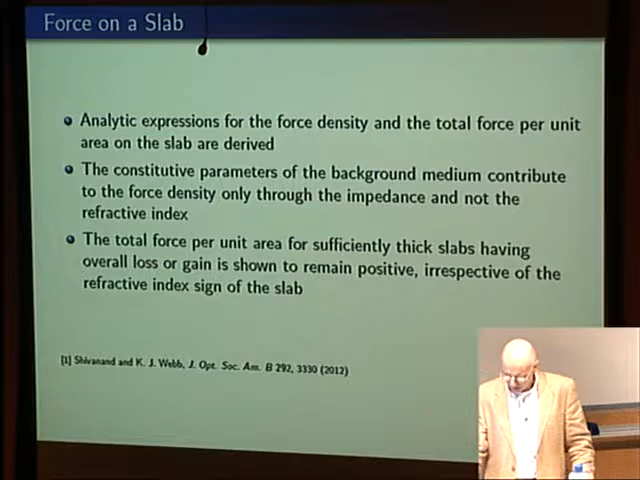 Force on a Slab
Analytic expressions for the force density and the total force per unit
area on the slab are derived
The constitutive parameters of the background medium contribute
to the force density only through the impedance and not the
refractive index
The total force per unit area for sufficiently thick slabs having
overall loss or gain is shown to remain positive, irrespective of the
refractive index sign of the slab
[1] Shivanand and K. J. Webb, J. Opt. Soc. Am. B 292, 3330 (2012)